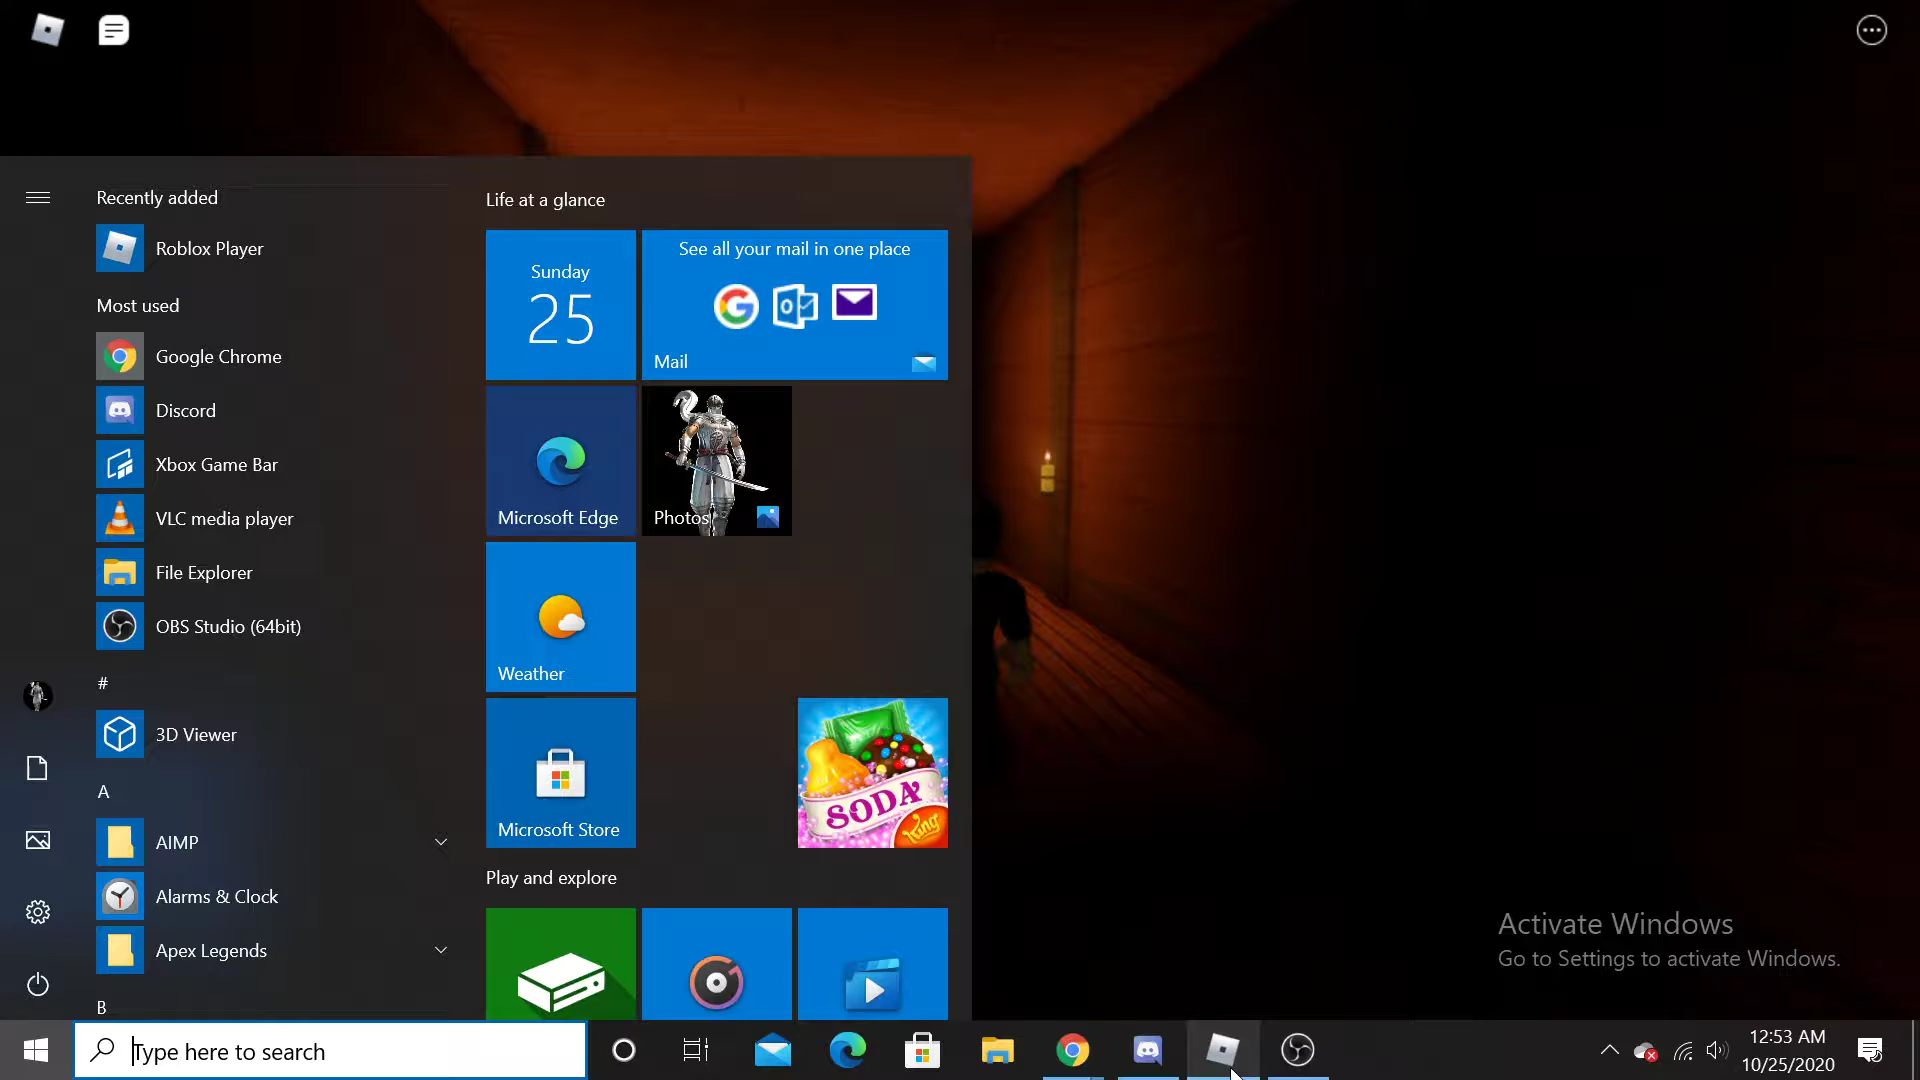 Recently added
Roblox Player
Most used
Google Chrome
Discord
Xbox Game Bar
VLC media player
File Explorer
OBS Studio (64bit)
#
3D Viewer
A
AIMP
Alarms & Clock
Apex Legends
B
Life at a glance
Sunday
25
See all your mail in one place
Mail
Microsoft Edge
Photos
Weather
Microsoft Store
SODA
King
Play and explore
Activate Windows
Go to Settings to activate Windows.
Type here to search
12:53 AM
10/25/2020